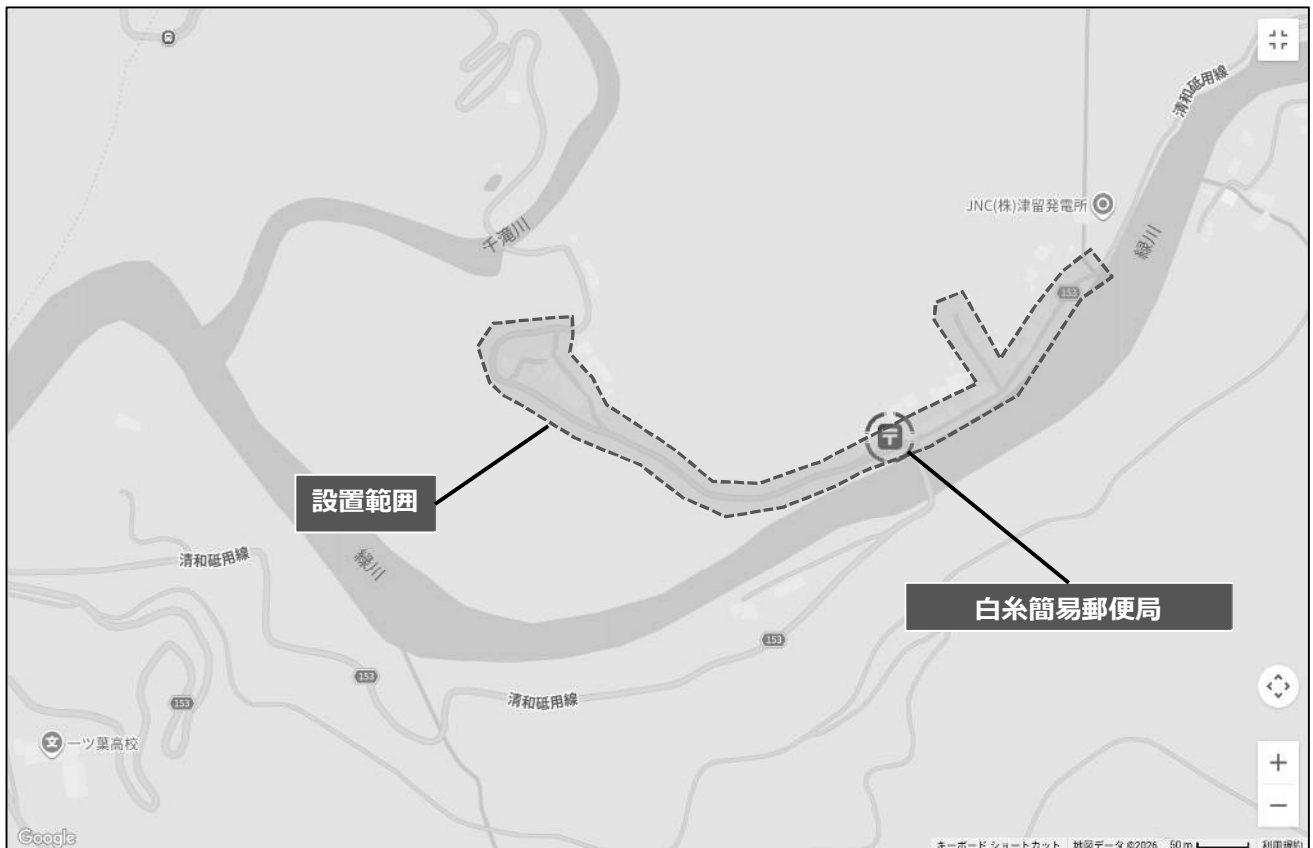 清和砥用線
JNC(株)津留発電所
緑川
千滝川
153
設置範囲
清和砥用線
緑川
白糸簡易郵便局
153
153
清和砥用線
153
一ツ葉高校
Google
キーボード ショートカット 地図データ ©2026 50 m 利用規約